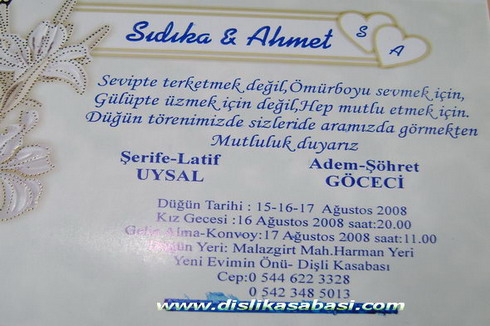 Sıdıka & Ahmet
S
A
Sevipte terketmek değil,Ömürboyu sevmek için,
Gülüpte üzmek için değil,Hep mutlu etmek için.
Düğün törenimizde sizleride aramızda görmekten
Mutluluk duyarız
Şerife-Latif Adem-Şöhret
UYSAL GÖCECİ
Düğün Tarihi : 15-16-17 Ağustos 2008
Kız Gecesi :16 Ağustos 2008 saat:20.00
Gelin Alma-Konvoy:17 Ağustos 2008 saat:11.00
Düğün Yeri: Malazgirt Mah.Harman Yeri
Yeni Evimin Önü- Dişli Kasabası
Cep:0 544 622 3328
0 542 348 5013
www.dislikasabasi.com